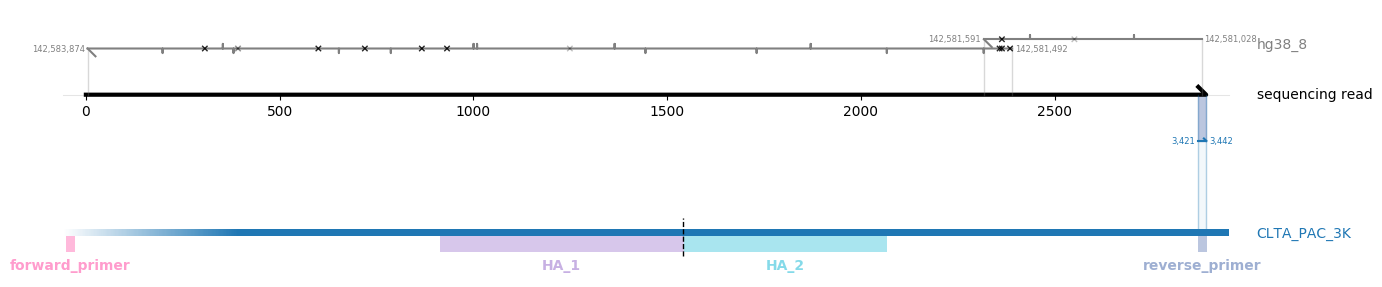 142,581,591
142,581,028
hg38_8
142,583,874
142,581,492
sequencing read
0
500
1000
1500
2000
2500
3,421
3,442
CLTA_PAC_3K
forward_primer
HA_1
HA_2
reverse_primer